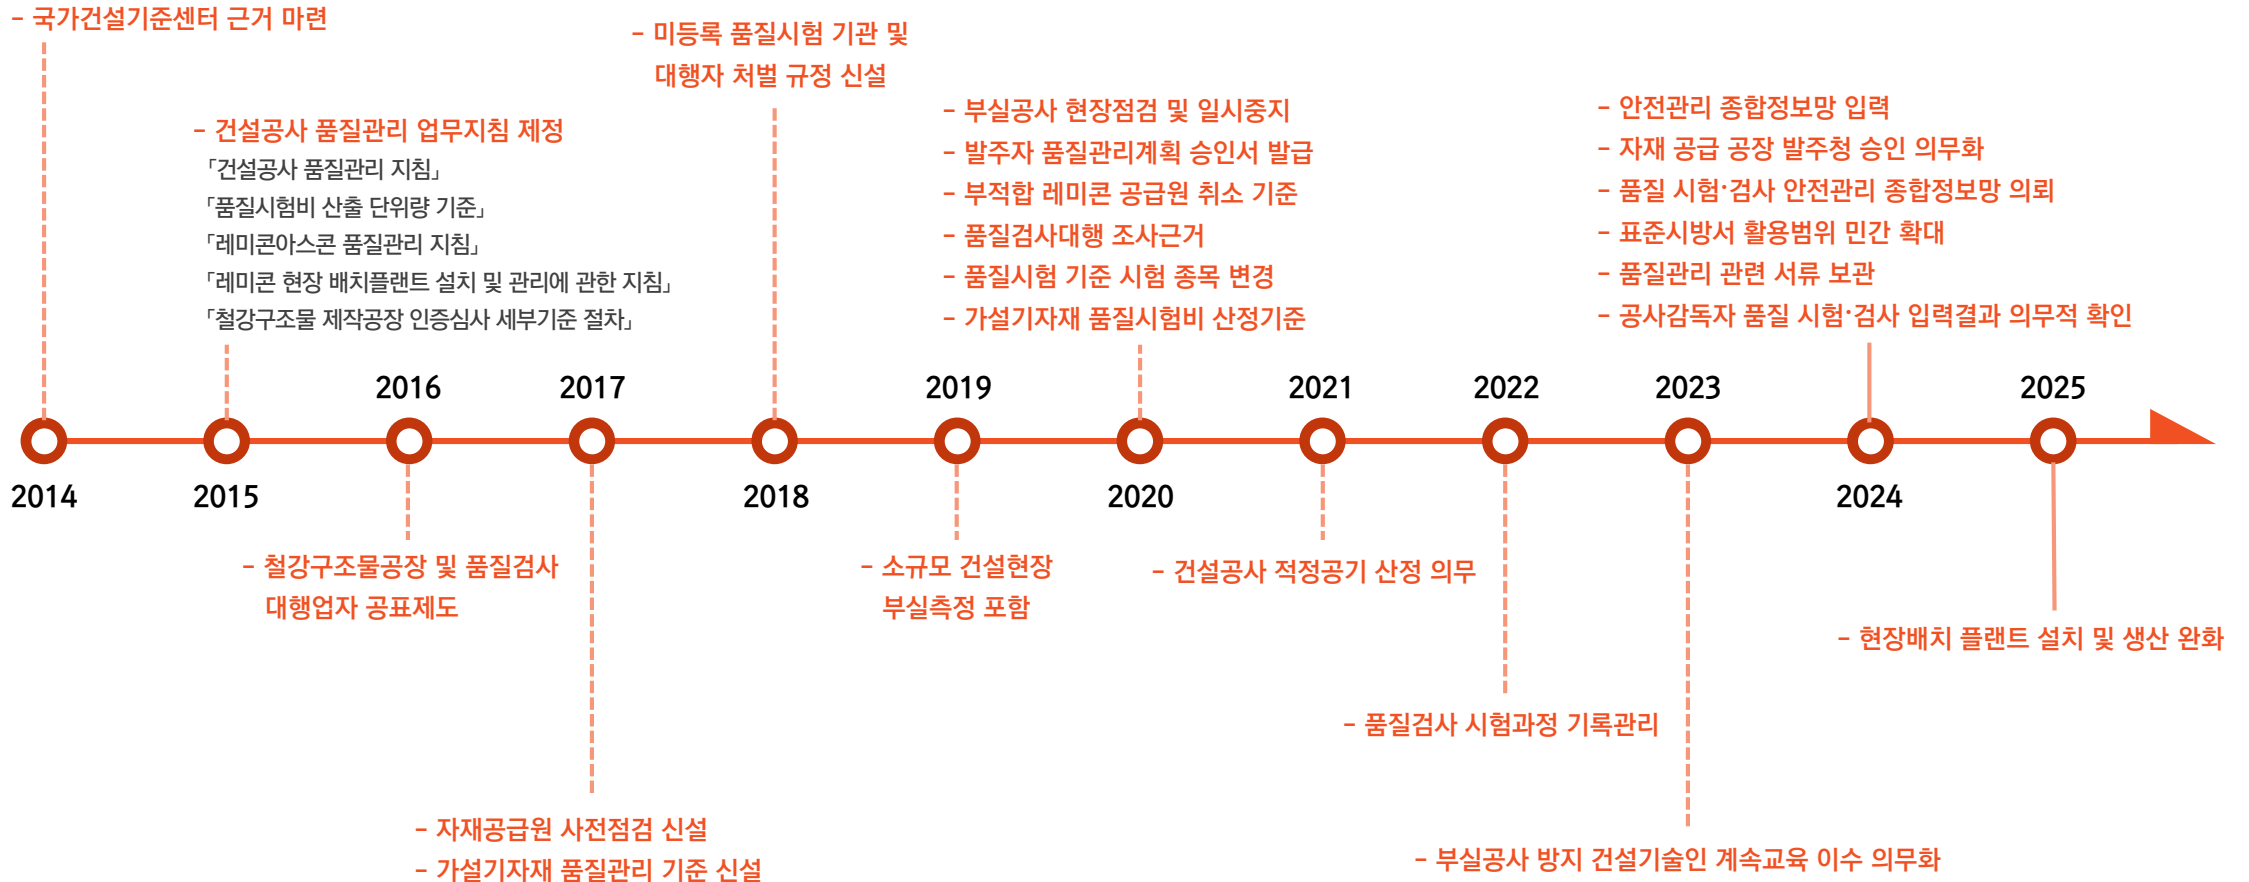 - 국가건설기준센터 근거 마련
- 미등록 품질시험 기관 및
대행자 처벌 규정 신설
- 건설공사 품질관리 업무지침 제정
「건설공사 품질관리 지침」
「품질시험비 산출 단위량 기준」
「레미콘아스콘 품질관리 지침」
「레미콘 현장 배치플랜트 설치 및 관리에 관한 지침」
「철강구조물 제작공장 인증심사 세부기준 절차」
- 부실공사 현장점검 및 일시중지
- 발주자 품질관리계획 승인서 발급
- 부적합 레미콘 공급원 취소 기준
- 품질검사대행 조사근거
- 품질시험 기준 시험 종목 변경
- 가설기자재 품질시험비 산정기준
- 안전관리 종합정보망 입력
- 자재 공급 공장 발주청 승인 의무화
- 품질 시험·검사 안전관리 종합정보망 의뢰
- 표준시방서 활용범위 민간 확대
- 품질관리 관련 서류 보관
- 공사감독자 품질 시험·검사 입력결과 의무적 확인
2016
2017
2019
2021
2022
2023
2025
2014
2015
2018
2020
2024
- 철강구조물공장 및 품질검사
대행업자 공표제도
- 소규모 건설현장
부실측정 포함
- 건설공사 적정공기 산정 의무
- 현장배치 플랜트 설치 및 생산 완화
- 품질검사 시험과정 기록관리
- 자재공급원 사전점검 신설
- 가설기자재 품질관리 기준 신설
- 부실공사 방지 건설기술인 계속교육 이수 의무화